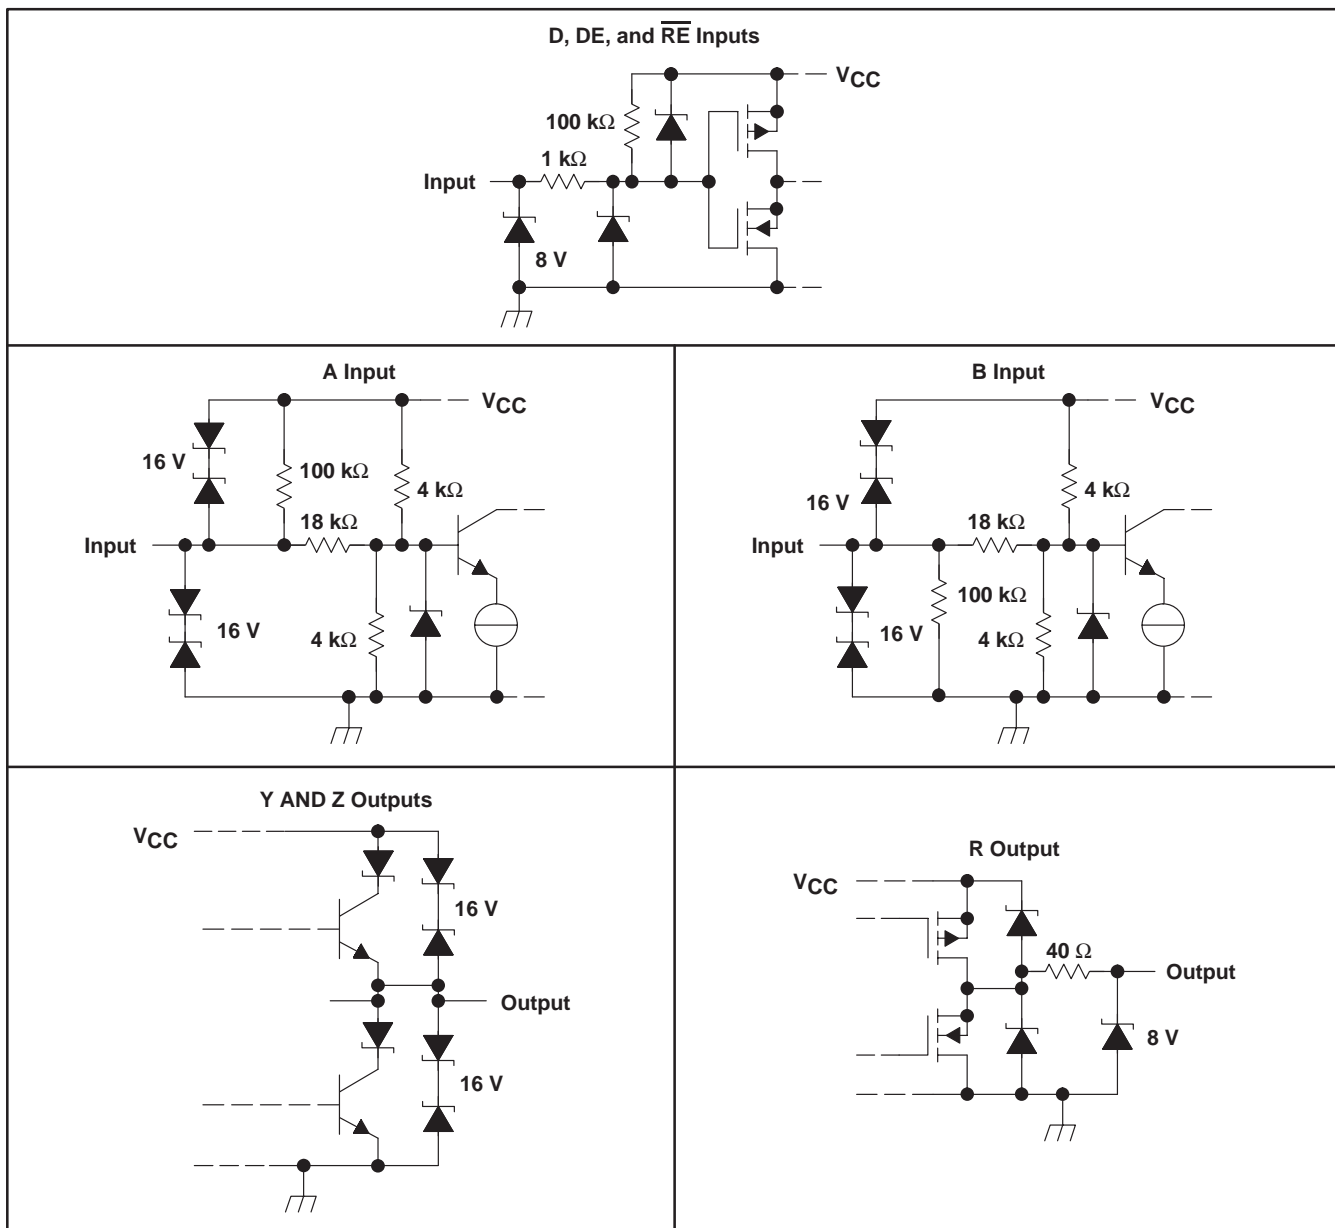 D, DE, and R̅E̅ Inputs
VCC
100 kΩ
1 kΩ
Input
8 V
A Input
VCC
16 V
100 kΩ
4 kΩ
18 kΩ
Input
16 V
4 kΩ
B Input
VCC
16 V
4 kΩ
18 kΩ
Input
100 kΩ
16 V
4 kΩ
Y AND Z Outputs
VCC
16 V
Output
16 V
R Output
VCC
40 Ω
Output
8 V